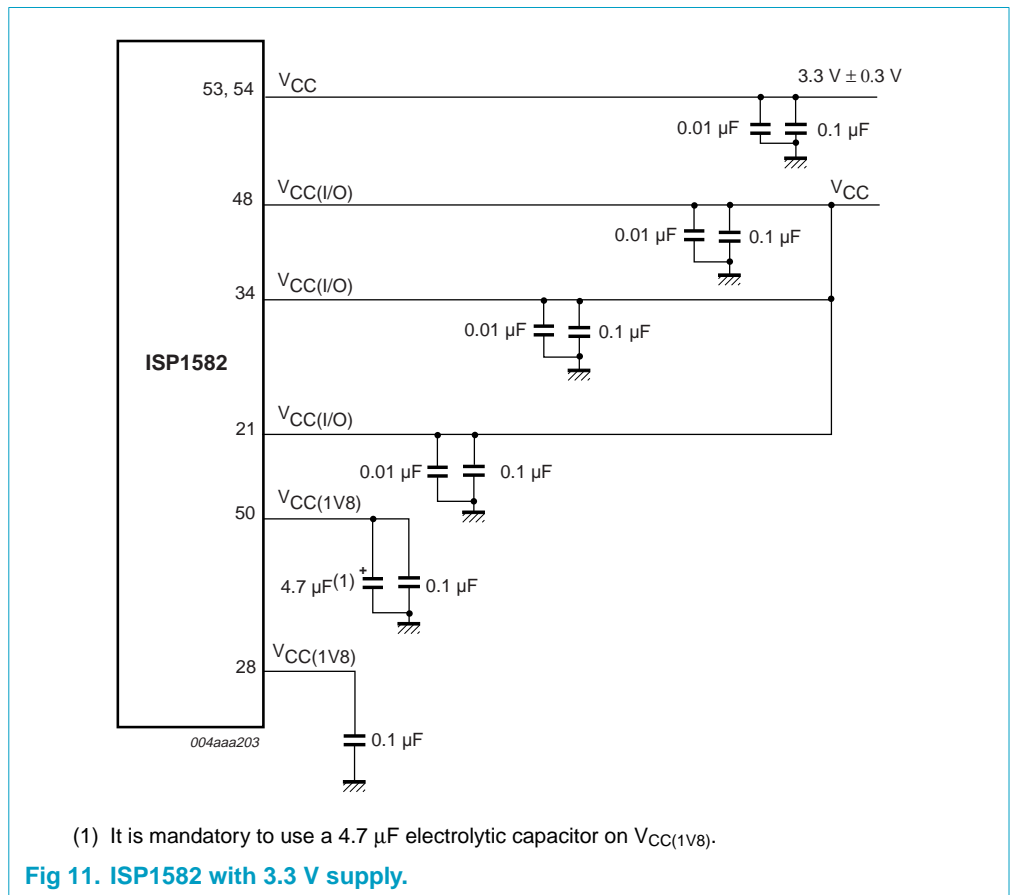 3.3 V ± 0.3 V
53, 54
VCC
0.01 µF
0.1 µF
48
VCC(I/O)
VCC
0.01 µF
0.1 µF
34
VCC(I/O)
0.01 µF
0.1 µF
ISP1582
21
VCC(I/O)
0.01 µF
0.1 µF
50
VCC(1V8)
+
4.7 µF(1)
0.1 µF
28
VCC(1V8)
0.1 µF
004aaa203
(1) It is mandatory to use a 4.7 µF electrolytic capacitor on VCC(1V8).
Fig 11. ISP1582 with 3.3 V supply.